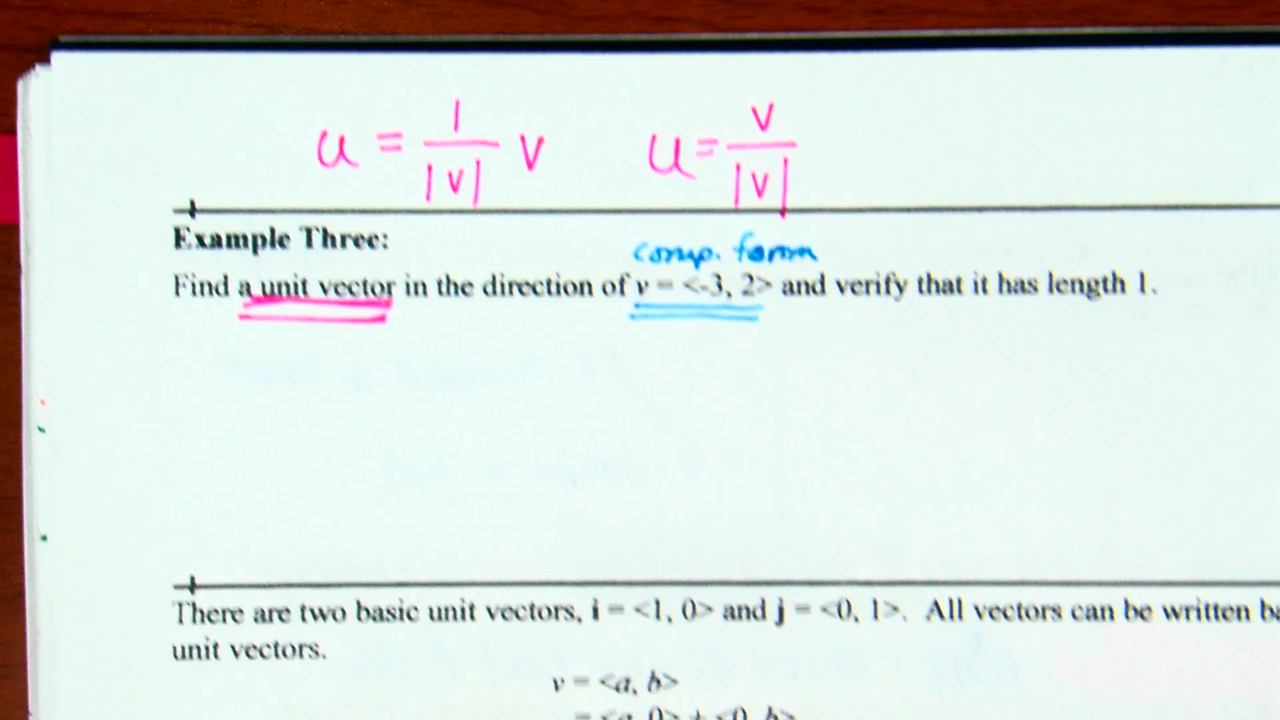 u = 1/|v| v    u = v/|v|
Example Three:
comp. form
Find a unit vector in the direction of v = <-3, 2> and verify that it has length 1.
There are two basic unit vectors, i = <1, 0> and j = <0, 1>. All vectors can be written
unit vectors.
v = <a, b>
= <a, 0> + <0, b>